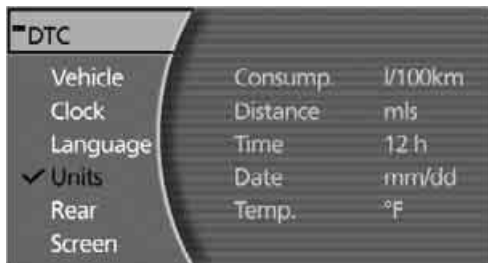 DTC
Vehicle Consump. l/100km
Clock Distance mls
Language Time 12 h
Units Date mm/dd
Rear Temp. °F
Screen